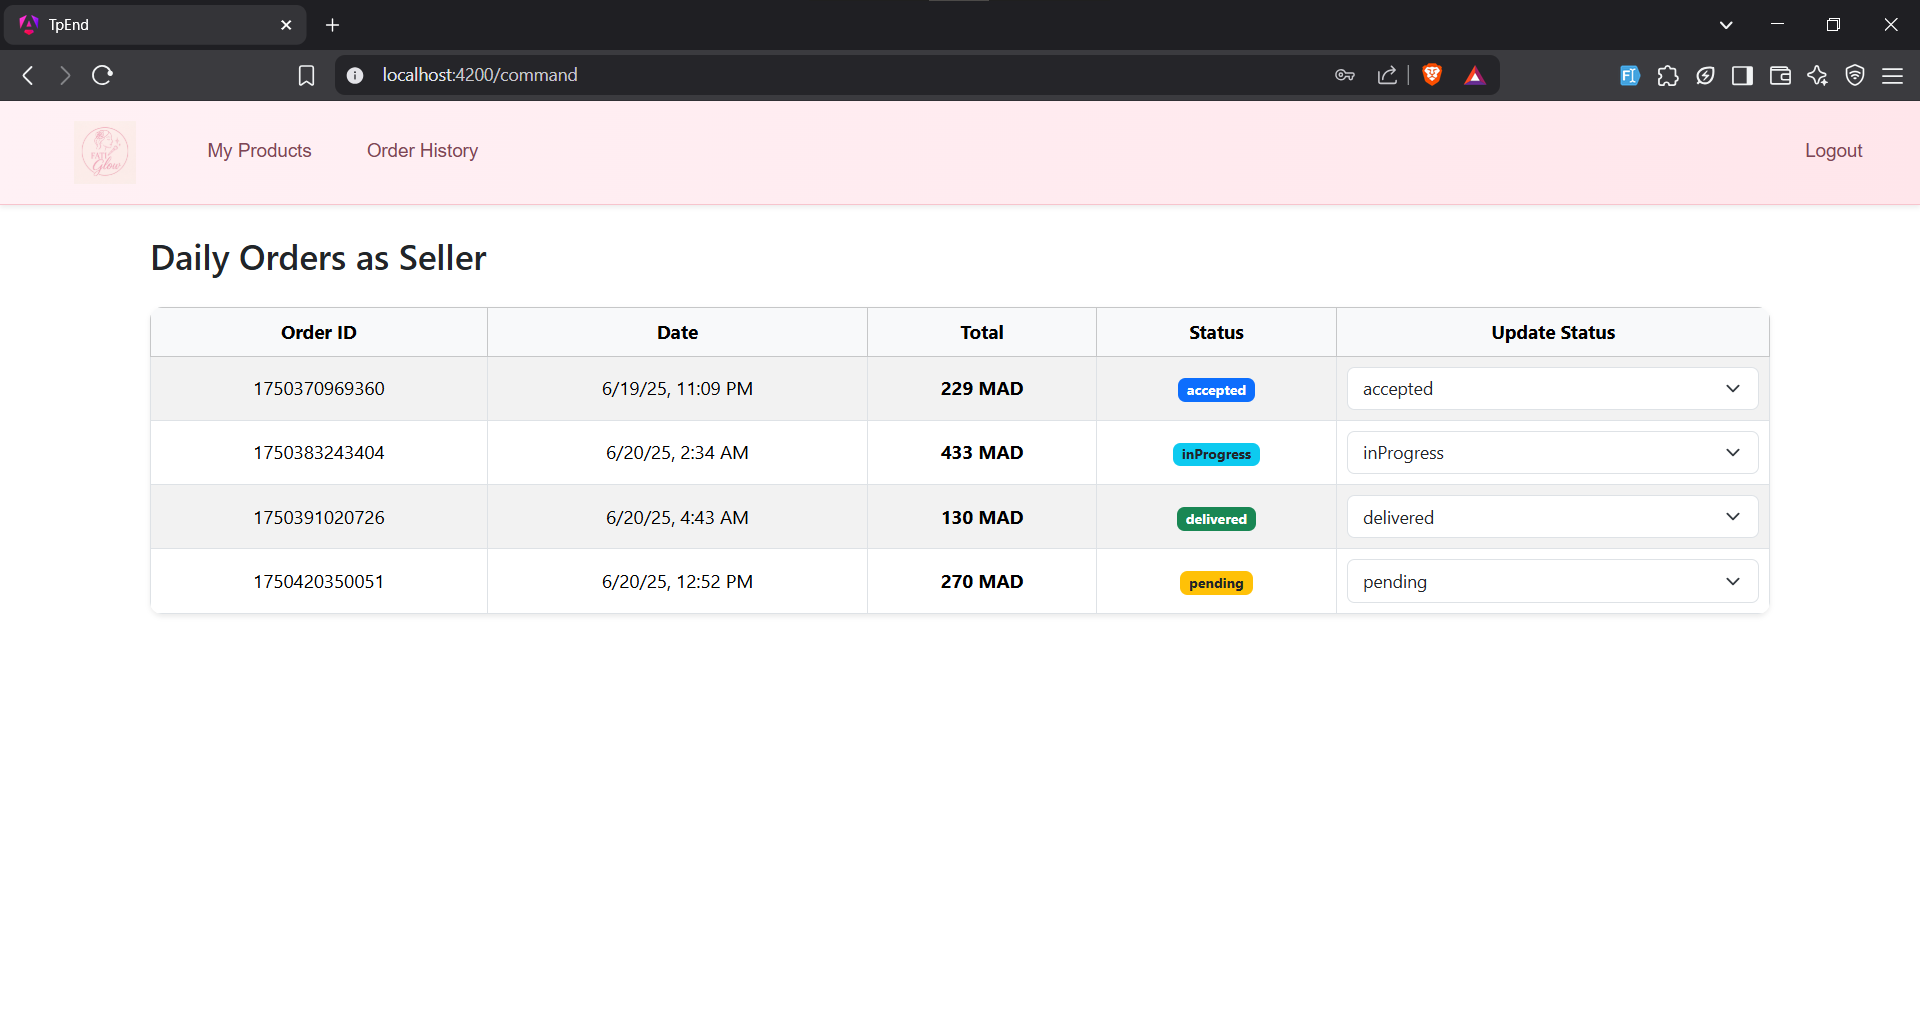 TpEnd
localhost:4200/command
FATI
Glow
My Products
Order History
Logout
Daily Orders as Seller
Order ID Date Total Status Update Status
1750370969360 6/19/25, 11:09 PM 229 MAD accepted accepted
1750383243404 6/20/25, 2:34 AM 433 MAD inProgress inProgress
1750391020726 6/20/25, 4:43 AM 130 MAD delivered delivered
1750420350051 6/20/25, 12:52 PM 270 MAD pending pending